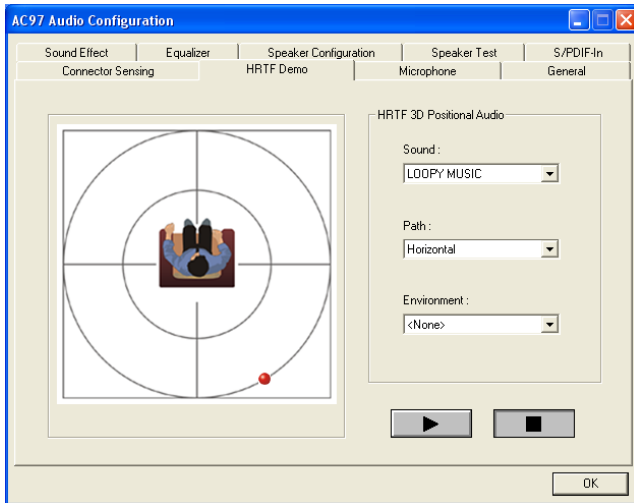 AC97 Audio Configuration
Sound Effect Equalizer Speaker Configuration Speaker Test S/PDIF-In
Connector Sensing HRTF Demo Microphone General
HRTF 3D Positional Audio
Sound :
LOOPY MUSIC
Path :
Horizontal
Environment :
<None>
OK